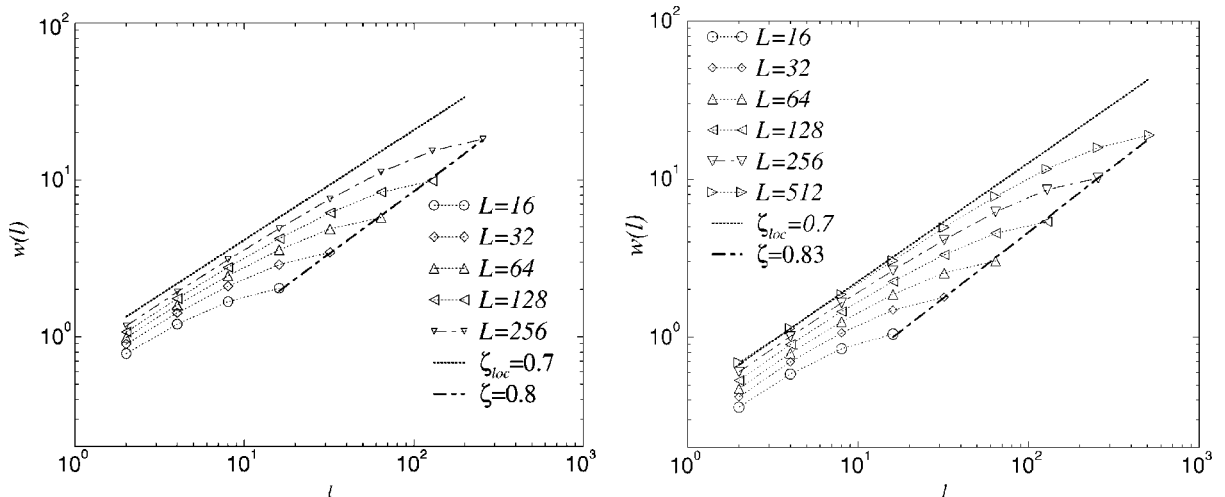 10²
10¹
10⁰
w(l)
L=16
L=32
L=64
L=128
L=256
ζloc=0.7
ζ=0.8
10⁰ 10¹ 10² 10³
l
10²
10¹
10⁰
w(l)
L=16
L=32
L=64
L=128
L=256
L=512
ζloc=0.7
ζ=0.83
10⁰ 10¹ 10² 10³
l